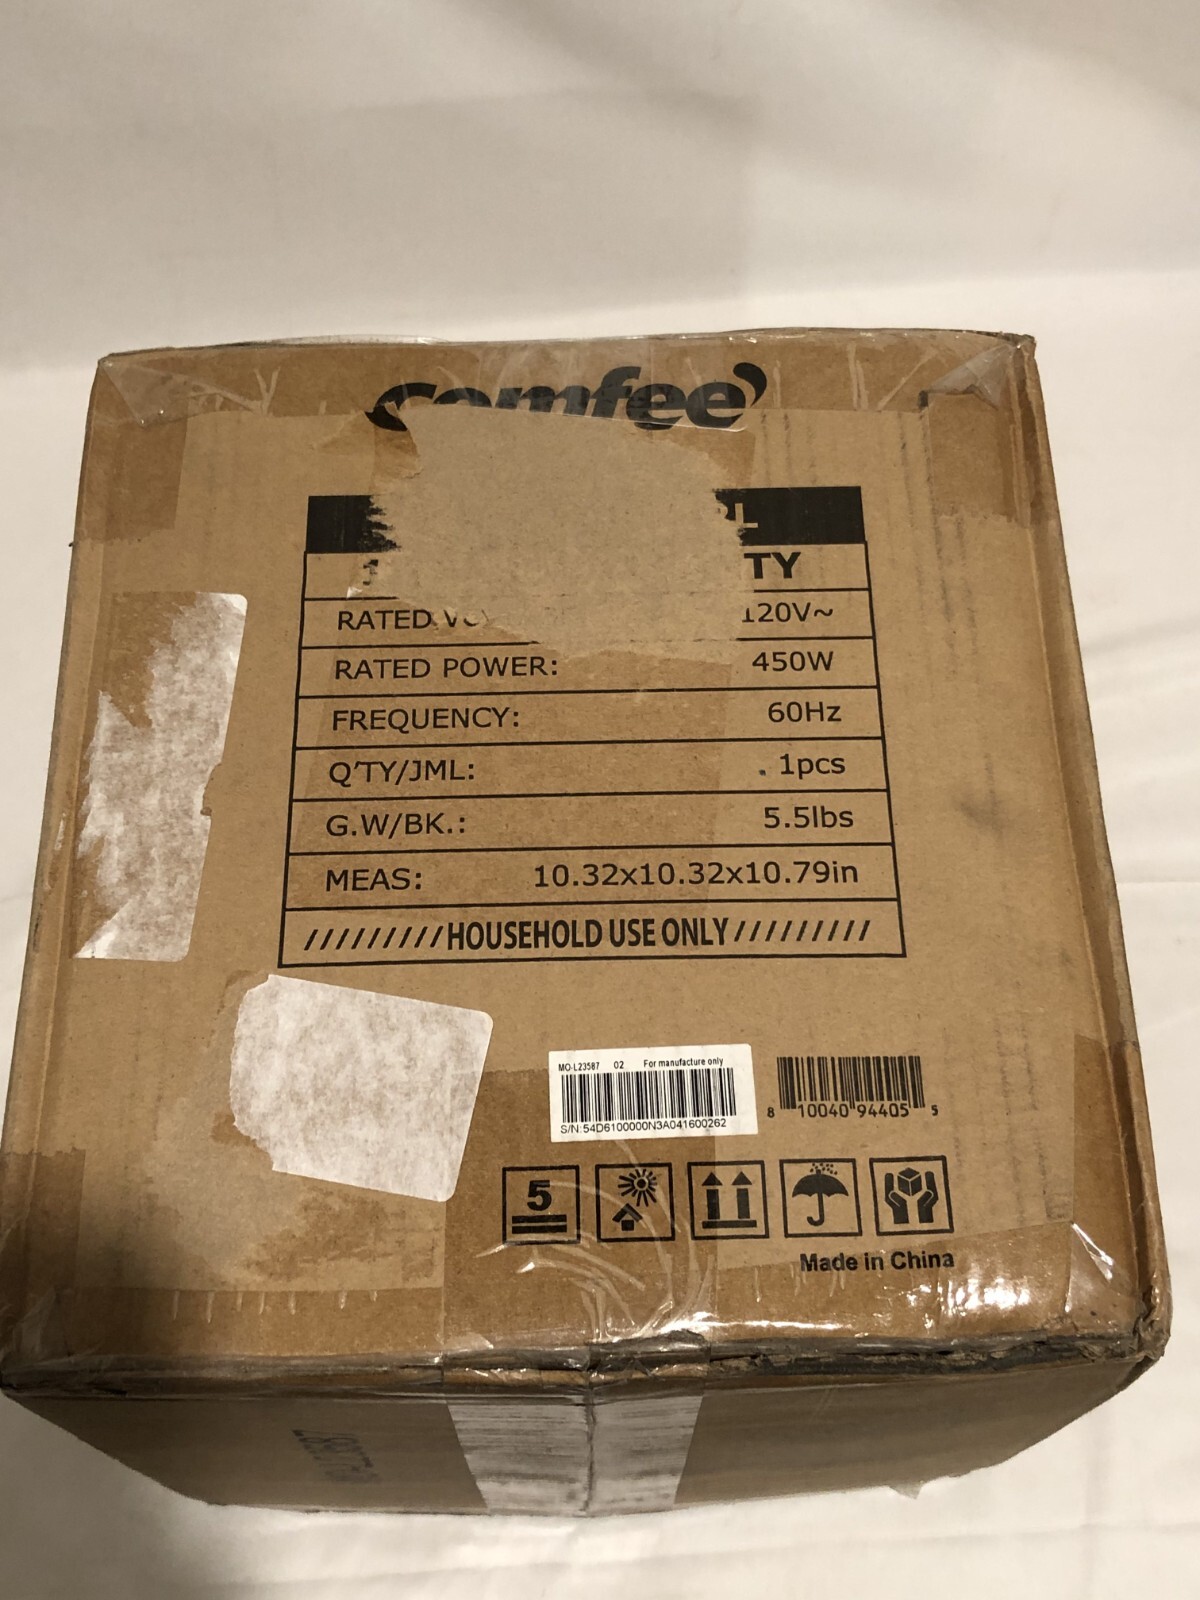 comfee'
TY
RATED
120V~
RATED POWER: 450W
FREQUENCY: 60Hz
Q'TY/JML: 1pcs
G.W/BK.: 5.5lbs
MEAS: 10.32x10.32x10.79in
/////////HOUSEHOLD USE ONLY/////////
MO-L23587 02 For manufacture only
S/N:54D6100000N3A041600262
8 10040 94405 5
5
Made in China